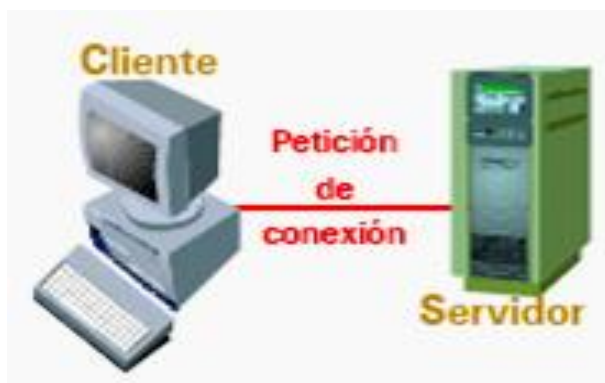 Cliente
Petición
de
conexión
Servidor